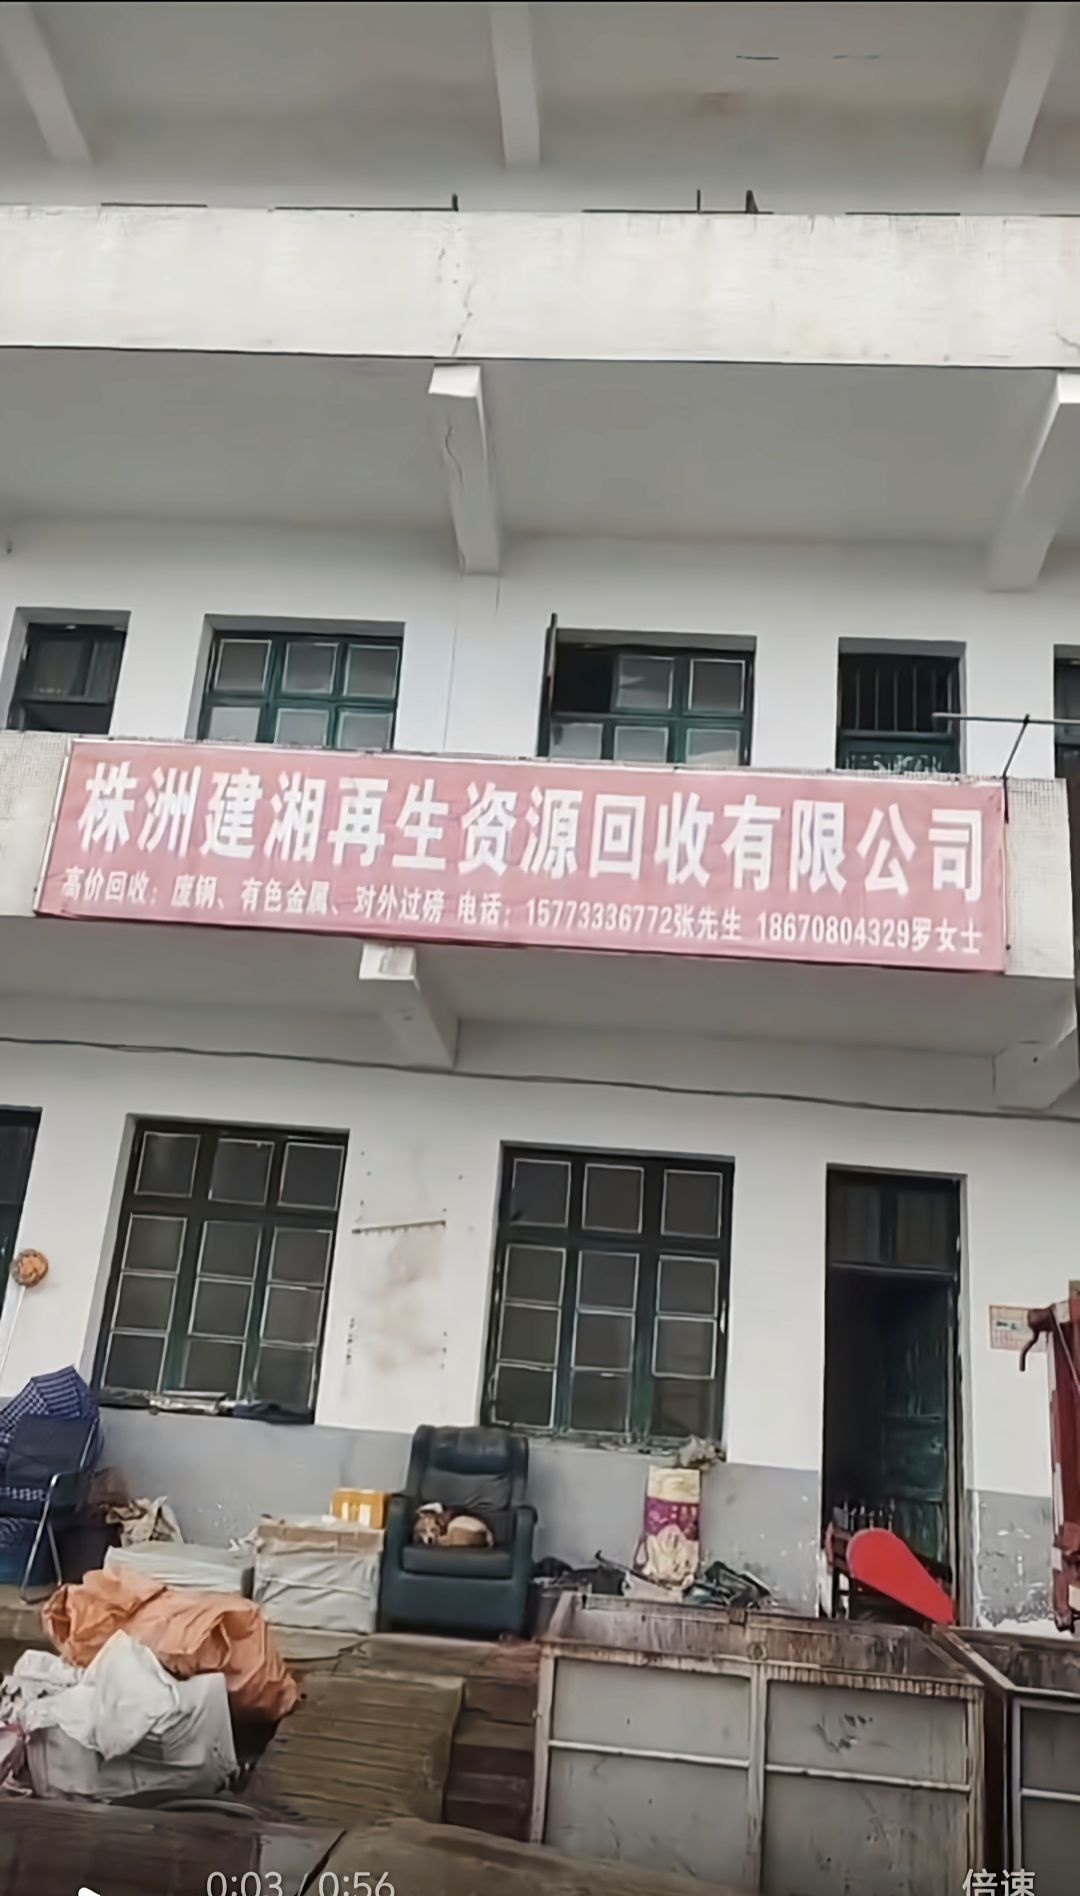 株洲建湘再生资源回收有限公司
高价回收：废钢、有色金属、对外过磅 电话：15773336772张先生 18670804329罗女士
0:03 / 0:56
倍速